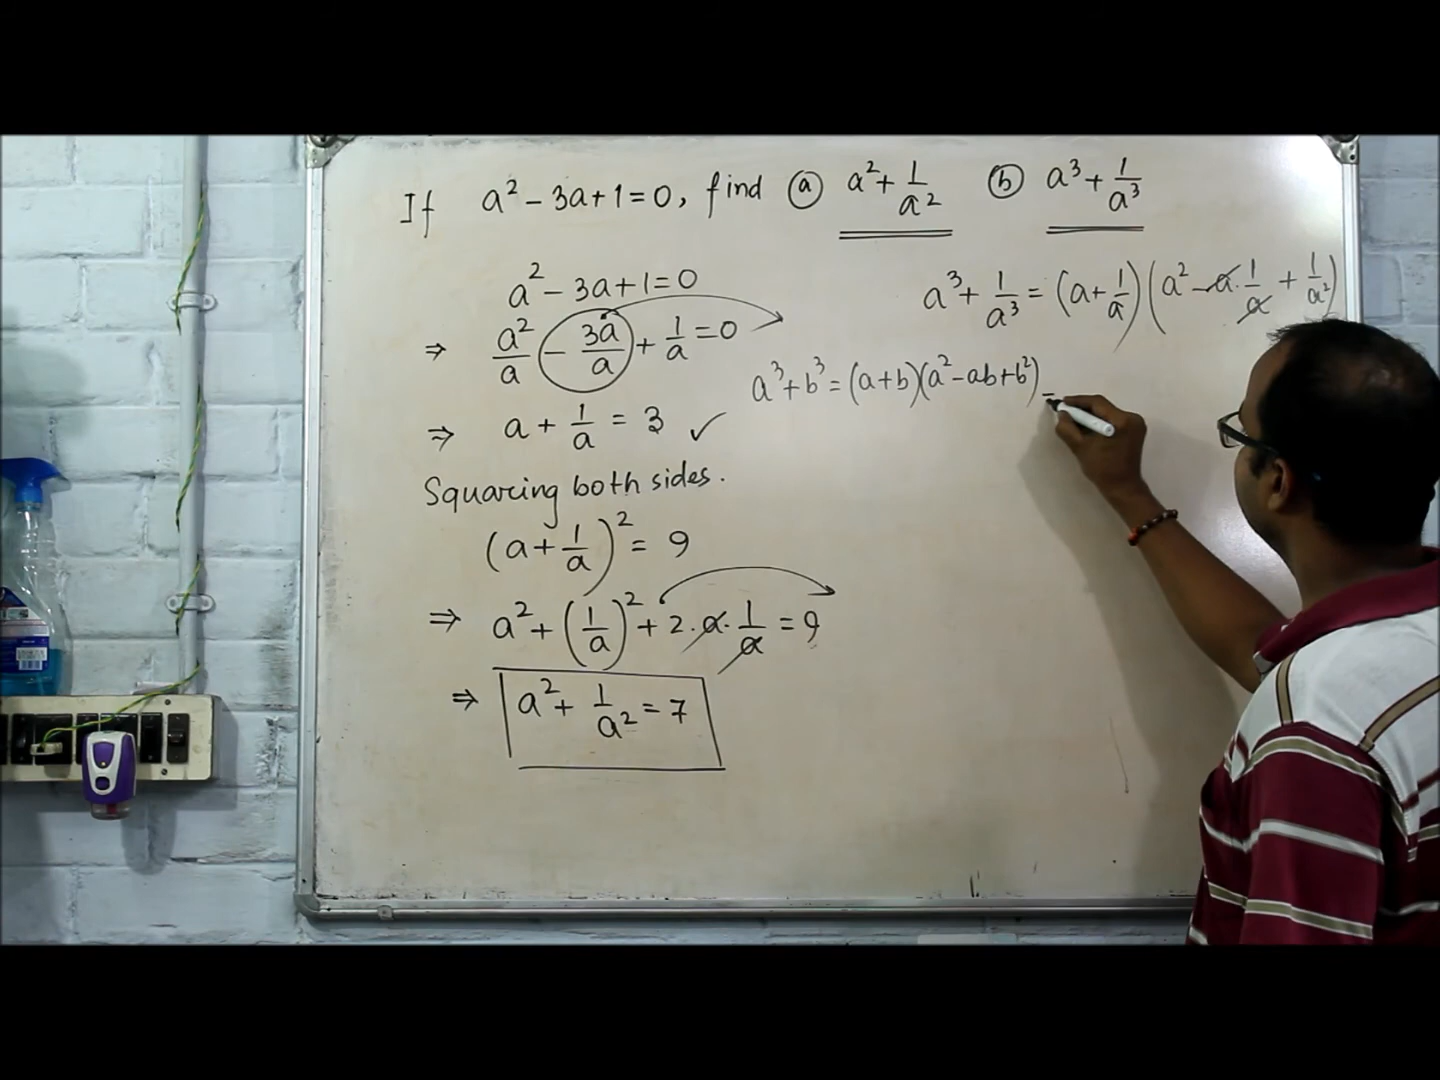 If a² - 3a + 1 = 0, find ⓐ a² + 1/a² ⓑ a³ + 1/a³
a² - 3a + 1 = 0
⇒ a²/a - 3a/a + 1/a = 0
⇒ a + 1/a = 3 ✓
Squaring both sides.
(a + 1/a)² = 9
⇒ a² + (1/a)² + 2 . a . 1/a = 9
⇒ a² + 1/a² = 7
a³ + 1/a³ = (a + 1/a)(a² - a . 1/a + 1/a²)
a³ + b³ = (a + b)(a² - ab + b²)
=